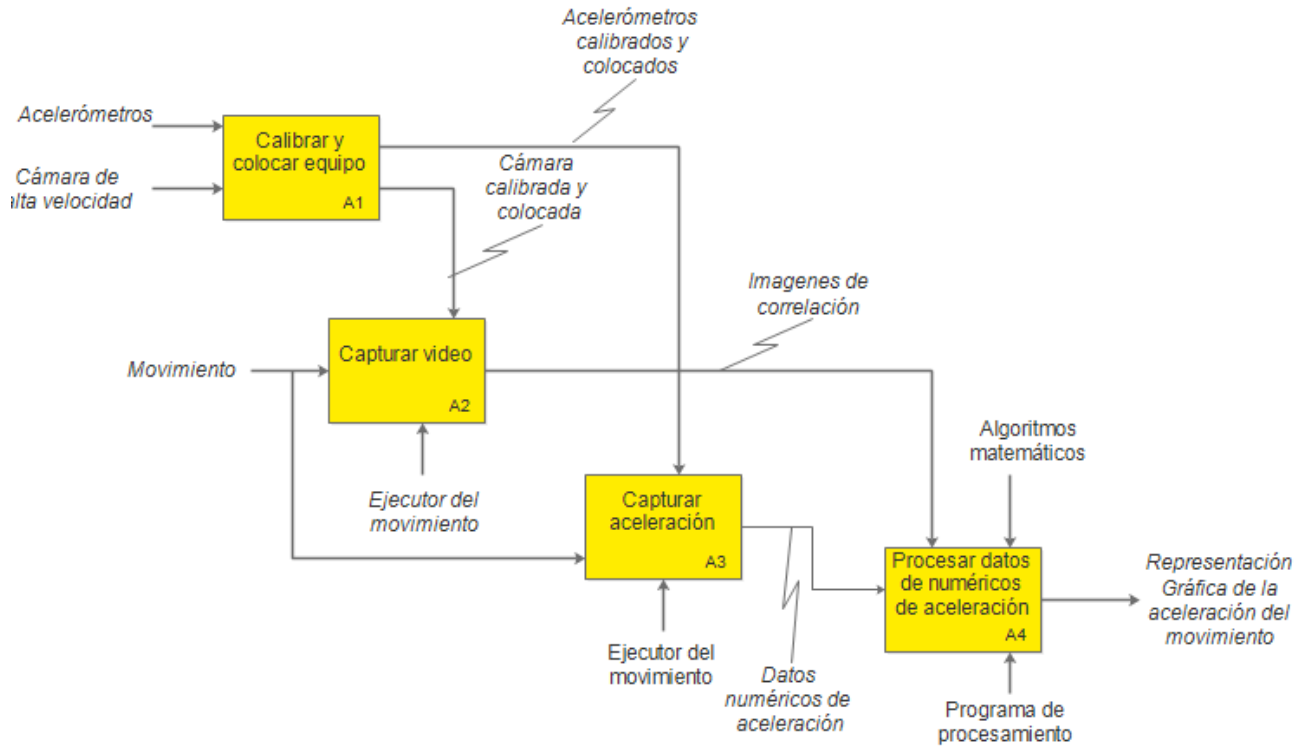 Acelerómetros
calibrados y
colocados
Acelerómetros
Calibrar y
colocar equipo
A1
Cámara de
alta velocidad
Cámara
calibrada y
colocada
Imagenes de
correlación
Movimiento
Capturar video
A2
Ejecutor del
movimiento
Algoritmos
matemáticos
Capturar
aceleración
A3
Procesar datos
de numéricos
de aceleración
A4
Representación
Gráfica de la
aceleración del
movimiento
Ejecutor del
movimiento
Datos
numéricos de
aceleración
Programa de
procesamiento